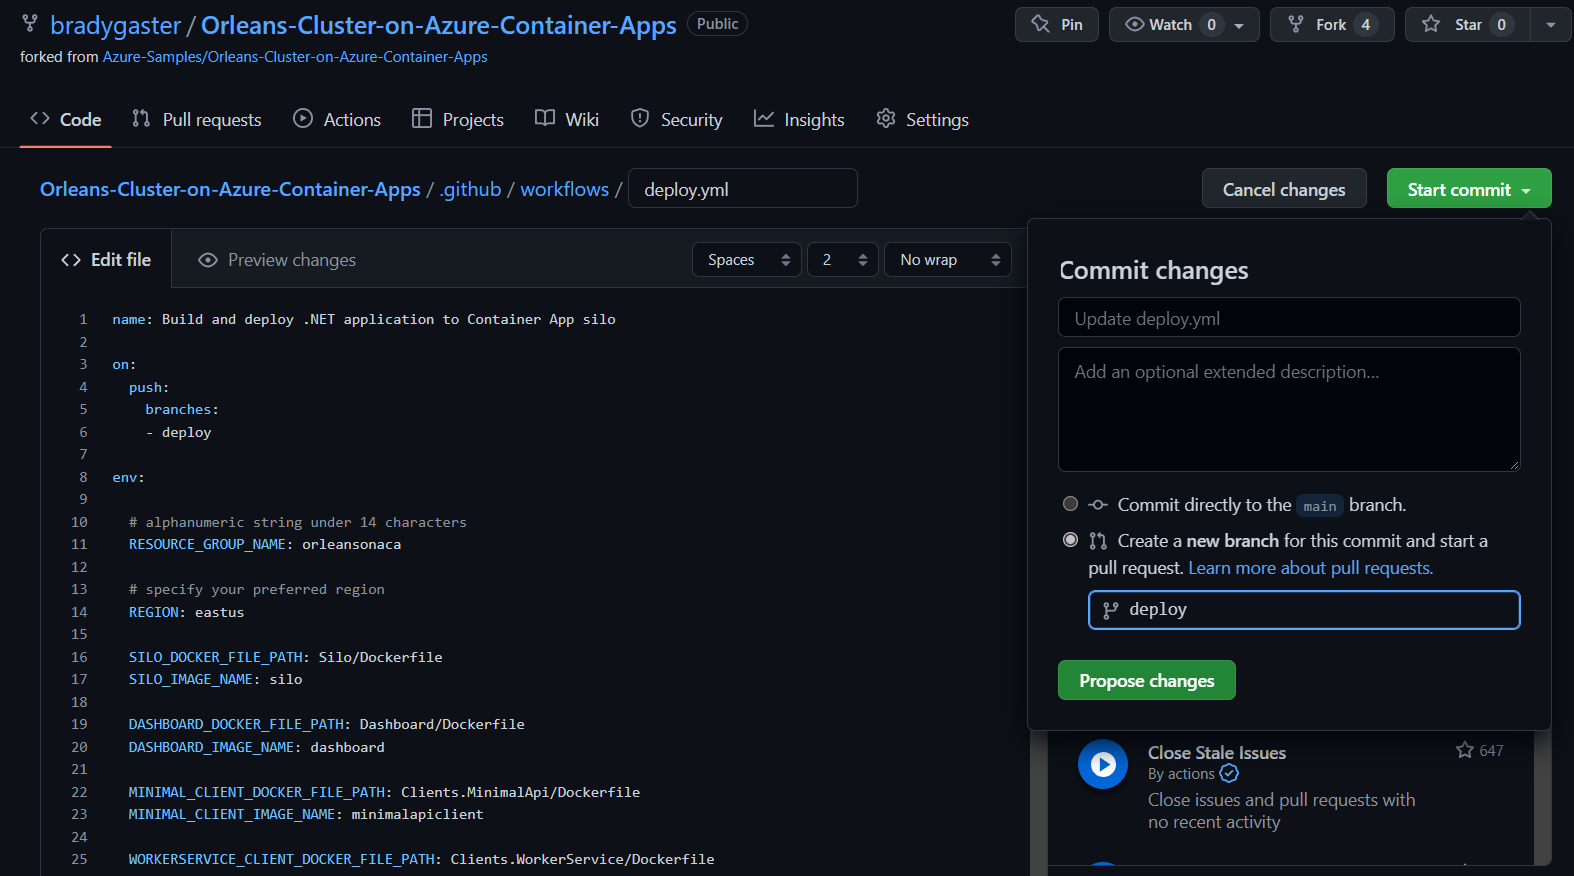 bradygaster / Orleans-Cluster-on-Azure-Container-Apps Public
Pin
Watch 0
Fork 4
Star 0
forked from Azure-Samples/Orleans-Cluster-on-Azure-Container-Apps
Code
Pull requests
Actions
Projects
Wiki
Security
Insights
Settings
Orleans-Cluster-on-Azure-Container-Apps / .github / workflows / deploy.yml
Cancel changes
Start commit
<> Edit file
Preview changes
Spaces
2
No wrap
1 name: Build and deploy .NET application to Container App silo
2
3 on:
4 push:
5 branches:
6 - deploy
7
8 env:
9
10 # alphanumeric string under 14 characters
11 RESOURCE_GROUP_NAME: orleansonaca
12
13 # specify your preferred region
14 REGION: eastus
15
16 SILO_DOCKER_FILE_PATH: Silo/Dockerfile
17 SILO_IMAGE_NAME: silo
18
19 DASHBOARD_DOCKER_FILE_PATH: Dashboard/Dockerfile
20 DASHBOARD_IMAGE_NAME: dashboard
21
22 MINIMAL_CLIENT_DOCKER_FILE_PATH: Clients.MinimalApi/Dockerfile
23 MINIMAL_CLIENT_IMAGE_NAME: minimalapiclient
24
25 WORKERSERVICE_CLIENT_DOCKER_FILE_PATH: Clients.WorkerService/Dockerfile
Commit changes
Update deploy.yml
Add an optional extended description...
Commit directly to the main branch.
Create a new branch for this commit and start a
pull request. Learn more about pull requests.
deploy
Propose changes
Close Stale Issues
647
By actions
Close issues and pull requests with
no recent activity